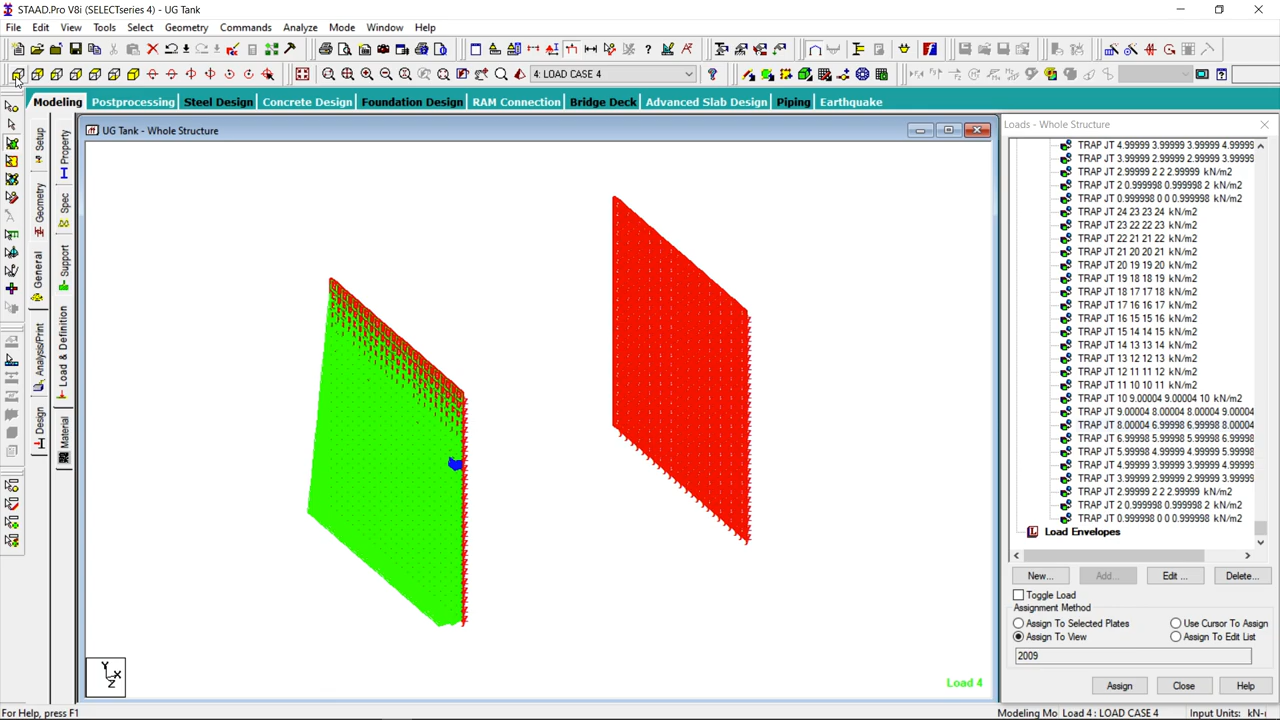 STAAD.Pro V8i (SELECTseries 4) - UG Tank
File Edit View Tools Select Geometry Commands Analyze Mode Window Help
4: LOAD CASE 4
Modeling Postprocessing Steel Design Concrete Design Foundation Design RAM Connection Bridge Deck Advanced Slab Design Piping Earthquake
Setup
Geometry
General
Analysis/Print
Design
Property
Spec
Support
Load & Definition
Material
UG Tank - Whole Structure
Y
X
Z
Load 4
Loads - Whole Structure
TRAP JT 4.99999 3.99999 3.99999 4.99999
TRAP JT 3.99999 2.99999 2.99999 3.99999
TRAP JT 2.99999 2 2 2.99999 kN/m2
TRAP JT 2 0.999998 0.999998 2 kN/m2
TRAP JT 0.999998 0 0 0.999998 kN/m2
TRAP JT 24 23 23 24 kN/m2
TRAP JT 23 22 22 23 kN/m2
TRAP JT 22 21 21 22 kN/m2
TRAP JT 21 20 20 21 kN/m2
TRAP JT 20 19 19 20 kN/m2
TRAP JT 19 18 18 19 kN/m2
TRAP JT 18 17 17 18 kN/m2
TRAP JT 17 16 16 17 kN/m2
TRAP JT 16 15 15 16 kN/m2
TRAP JT 15 14 14 15 kN/m2
TRAP JT 14 13 13 14 kN/m2
TRAP JT 13 12 12 13 kN/m2
TRAP JT 12 11 11 12 kN/m2
TRAP JT 11 10 10 11 kN/m2
TRAP JT 10 9.00004 9.00004 10 kN/m2
TRAP JT 9.00004 8.00004 8.00004 9.00004
TRAP JT 8.00004 6.99998 6.99998 8.00004
TRAP JT 6.99998 5.99998 5.99998 6.99998
TRAP JT 5.99998 4.99999 4.99999 5.99998
TRAP JT 4.99999 3.99999 3.99999 4.99999
TRAP JT 3.99999 2.99999 2.99999 3.99999
TRAP JT 2.99999 2 2 2.99999 kN/m2
TRAP JT 2 0.999998 0.999998 2 kN/m2
TRAP JT 0.999998 0 0 0.999998 kN/m2
Load Envelopes
New... Add... Edit ... Delete...
Toggle Load
Assignment Method
Assign To Selected Plates Use Cursor To Assign
Assign To View Assign To Edit List
2009
Assign Close Help
For Help, press F1 Modeling Mo Load 4 : LOAD CASE 4 Input Units: kN-